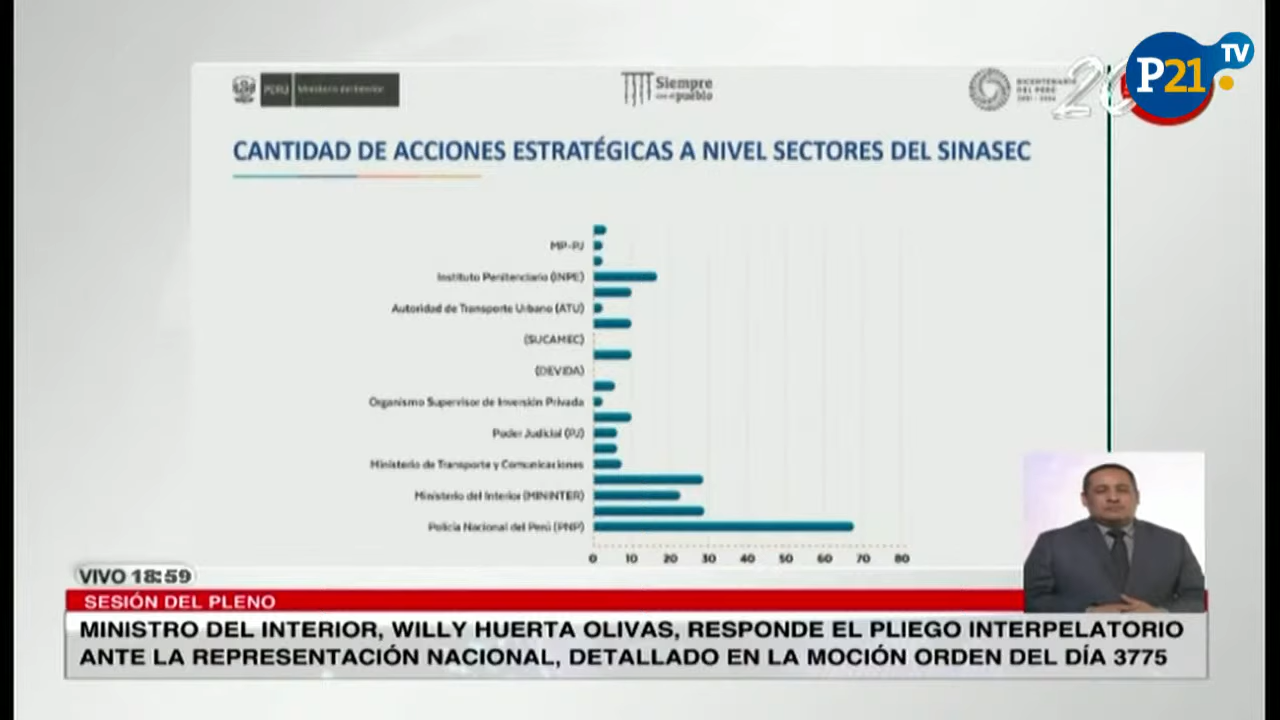 PERÚ Ministerio del Interior
Siempre
con el pueblo
BICENTENARIO
DEL PERÚ
2021 - 2024
P21 TV
CANTIDAD DE ACCIONES ESTRATÉGICAS A NIVEL SECTORES DEL SINASEC
MP-PJ
Instituto Penitenciario (INPE)
Autoridad de Transporte Urbano (ATU)
(SUCAMEC)
(DEVIDA)
Organismo Supervisor de Inversión Privada
Poder Judicial (PJ)
Ministerio de Transporte y Comunicaciones
Ministerio del Interior (MININTER)
Policía Nacional del Perú (PNP)
0 10 20 30 40 50 60 70 80
VIVO 18:59
SESIÓN DEL PLENO
MINISTRO DEL INTERIOR, WILLY HUERTA OLIVAS, RESPONDE EL PLIEGO INTERPELATORIO
ANTE LA REPRESENTACIÓN NACIONAL, DETALLADO EN LA MOCIÓN ORDEN DEL DÍA 3775